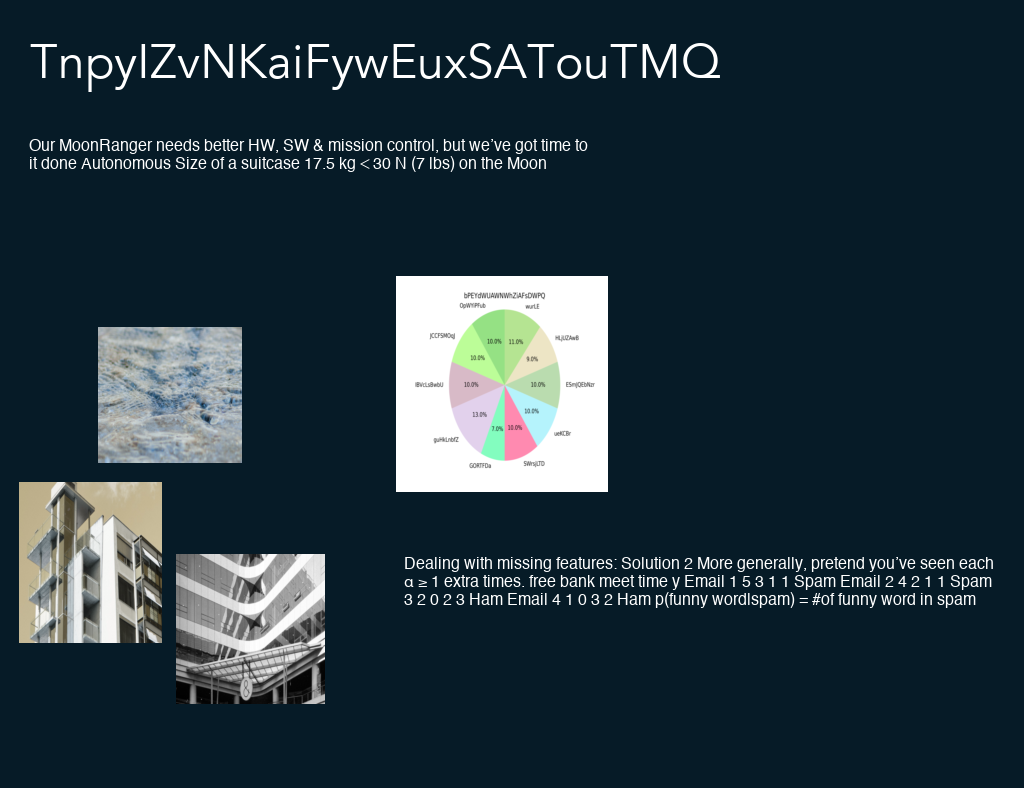 TnpyIZvNKaiFywEuxSATouTMQ
Our MoonRanger needs better HW, SW & mission control, but we've got time to
it done Autonomous Size of a suitcase 17.5 kg < 30 N (7 lbs) on the Moon
bPEYdWUAWNWhZiAFsDWPQ
OpWYiPFub
wurLE
JCCFSMOqJ
10.0%
11.0%
HLjUZAwB
10.0%
9.0%
IBVcLsBwbU
10.0%
10.0%
ESmJQEbNzr
13.0%
10.0%
guHkLnbfZ
7.0%
10.0%
ueKCBr
GORTFDa
SWrsjLTD
8
Dealing with missing features: Solution 2 More generally, pretend you've seen each
α ≥ 1 extra times. free bank meet time y Email 1 5 3 1 1 Spam Email 2 4 2 1 1 Spam
3 2 0 2 3 Ham Email 4 1 0 3 2 Ham p(funny word|spam) = #of funny word in spam